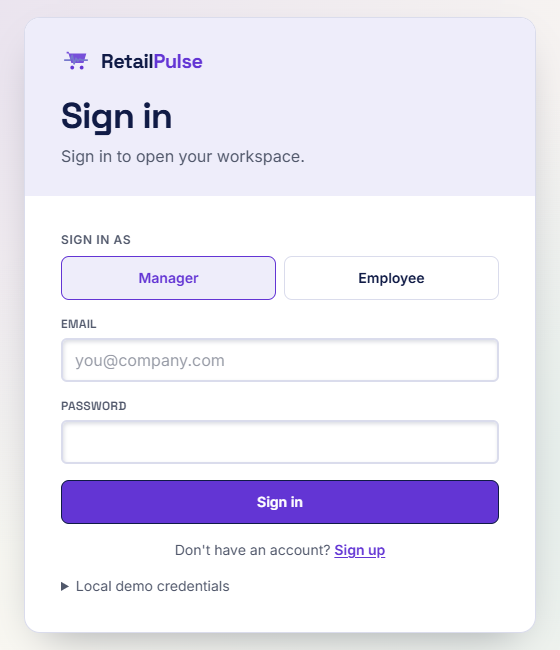 RetailPulse
Sign in
Sign in to open your workspace.
SIGN IN AS
Manager
Employee
EMAIL
you@company.com
PASSWORD
Sign in
Don't have an account? Sign up
Local demo credentials